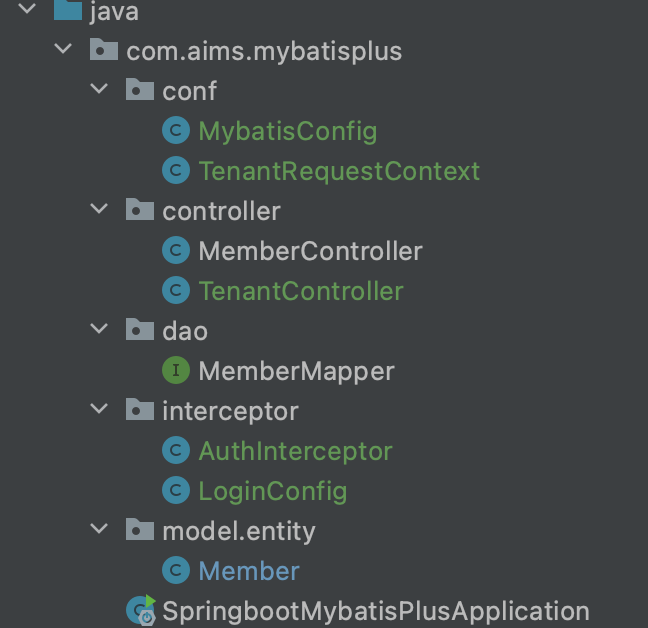 java
com.aims.mybatisplus
conf
C MybatisConfig
C TenantRequestContext
controller
C MemberController
C TenantController
dao
I MemberMapper
interceptor
C AuthInterceptor
C LoginConfig
model.entity
C Member
SpringbootMybatisPlusApplication